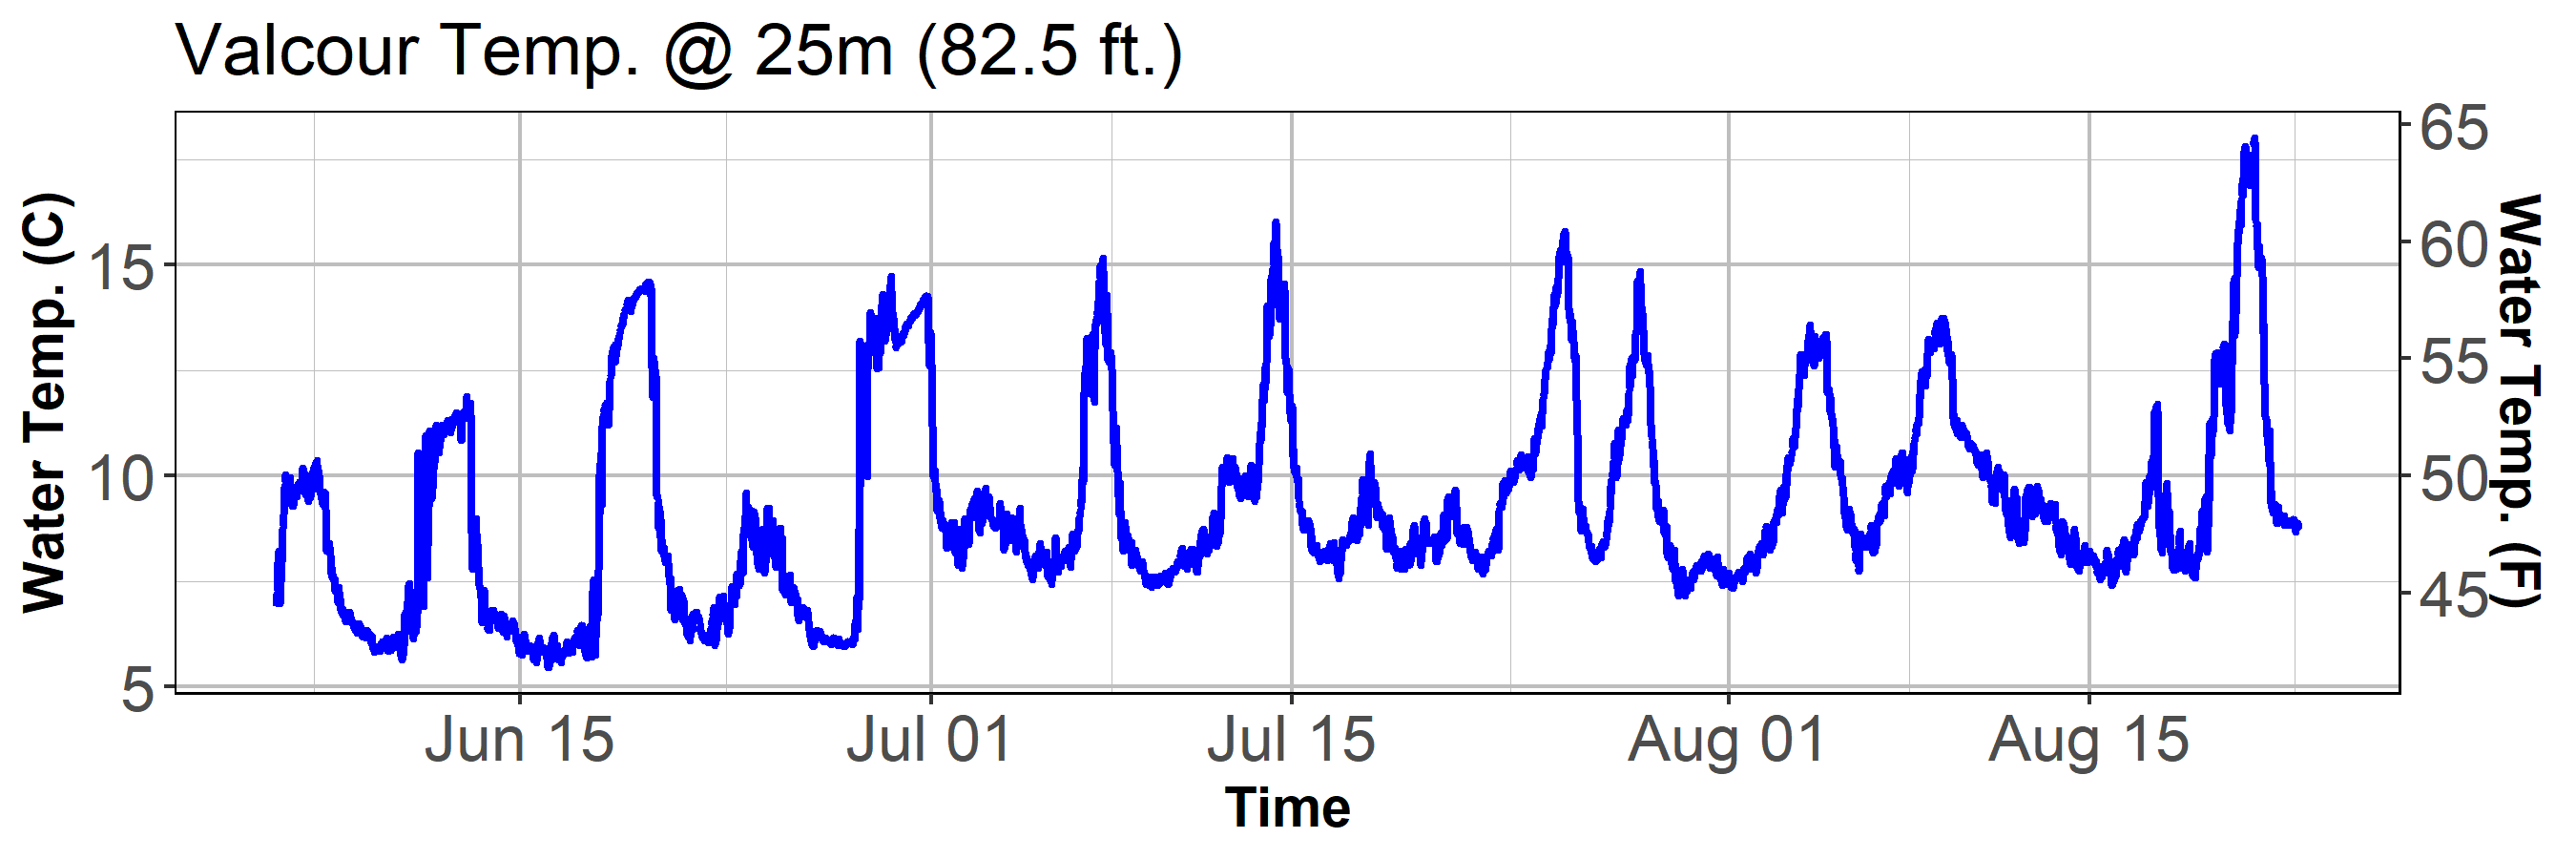 Valcour Temp. @ 25m (82.5 ft.)
Water Temp. (C)
15
10
5
65
60
55
50
45
Water Temp. (F)
Jun 15 Jul 01 Jul 15 Aug 01 Aug 15
Time